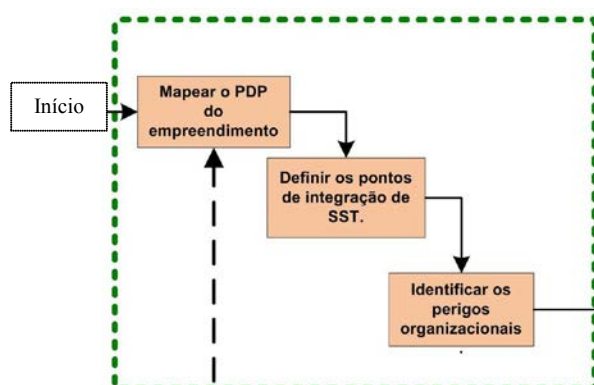 Início
Mapear o PDP
do
empreendimento
Definir os pontos
de integração de
SST.
Identificar os
perigos
organizacionais